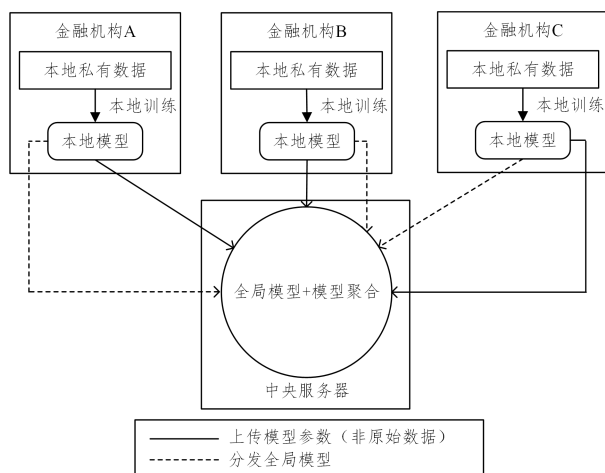 金融机构A
金融机构B
金融机构C
本地私有数据
本地私有数据
本地私有数据
本地训练
本地训练
本地训练
本地模型
本地模型
本地模型
全局模型+模型聚合
中央服务器
上传模型参数（非原始数据）
分发全局模型